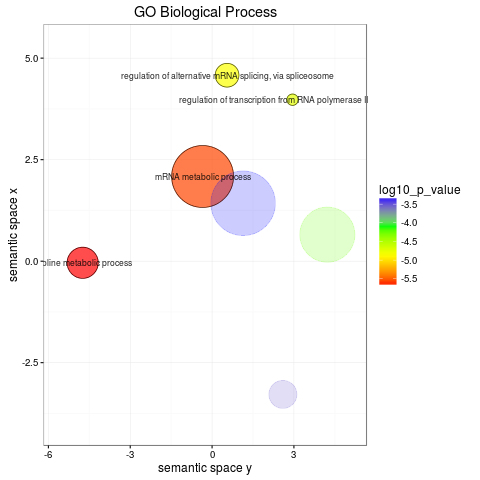 GO Biological Process
5.0
regulation of alternative mRNA splicing, via spliceosome
regulation of transcription from RNA polymerase II
2.5
mRNA metabolic process
semantic space x
0.0
oline metabolic process
-2.5
-6
-3
0
3
semantic space y
log10_p_value
-3.5
-4.0
-4.5
-5.0
-5.5